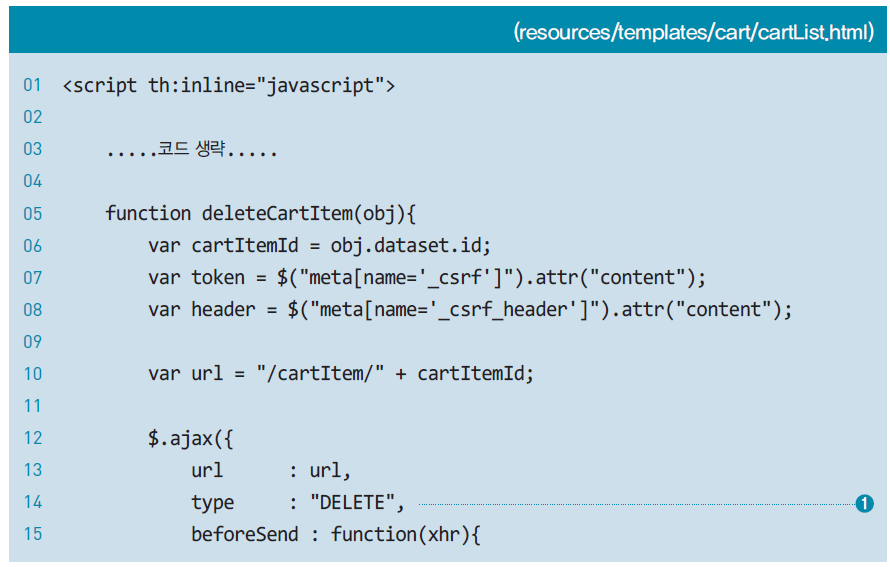 (resources/templates/cart/cartList.html)
01 <script th:inline="javascript">
02
03     .....코드 생략.....
04
05     function deleteCartItem(obj){
06         var cartItemId = obj.dataset.id;
07         var token = $("meta[name='_csrf']").attr("content");
08         var header = $("meta[name='_csrf_header']").attr("content");
09
10         var url = "/cartItem/" + cartItemId;
11
12         $.ajax({
13             url      : url,
14             type     : "DELETE", ❶
15             beforeSend : function(xhr){